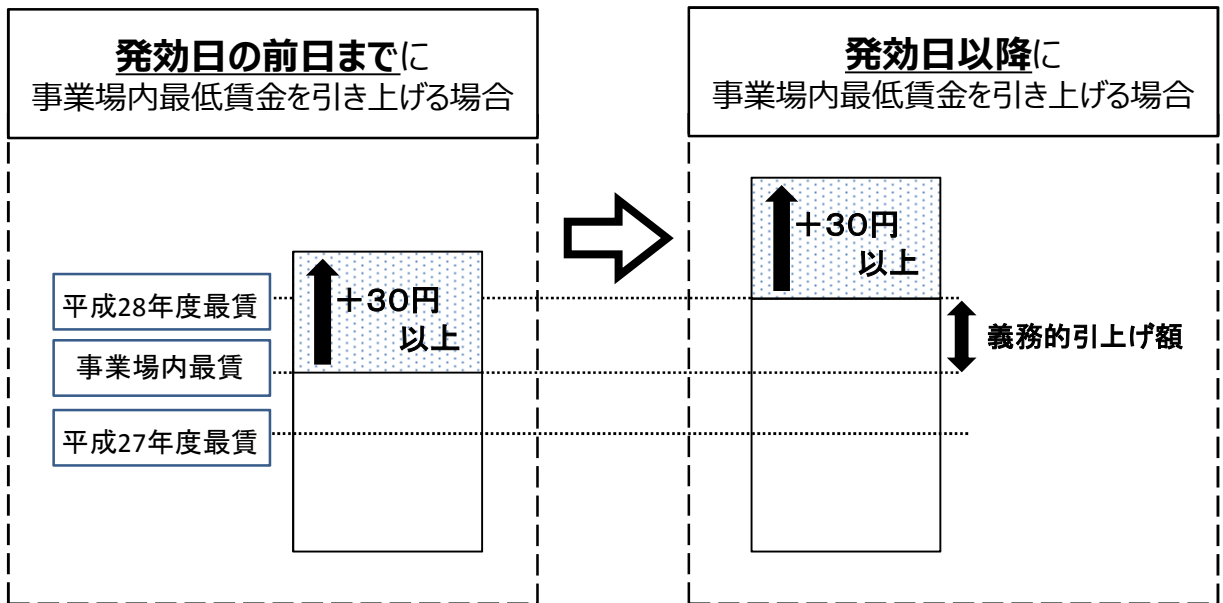 発効日の前日までに
事業場内最低賃金を引き上げる場合
発効日以降に
事業場内最低賃金を引き上げる場合
+30円
以上
平成28年度最賃
事業場内最賃
平成27年度最賃
+30円
以上
義務的引上げ額